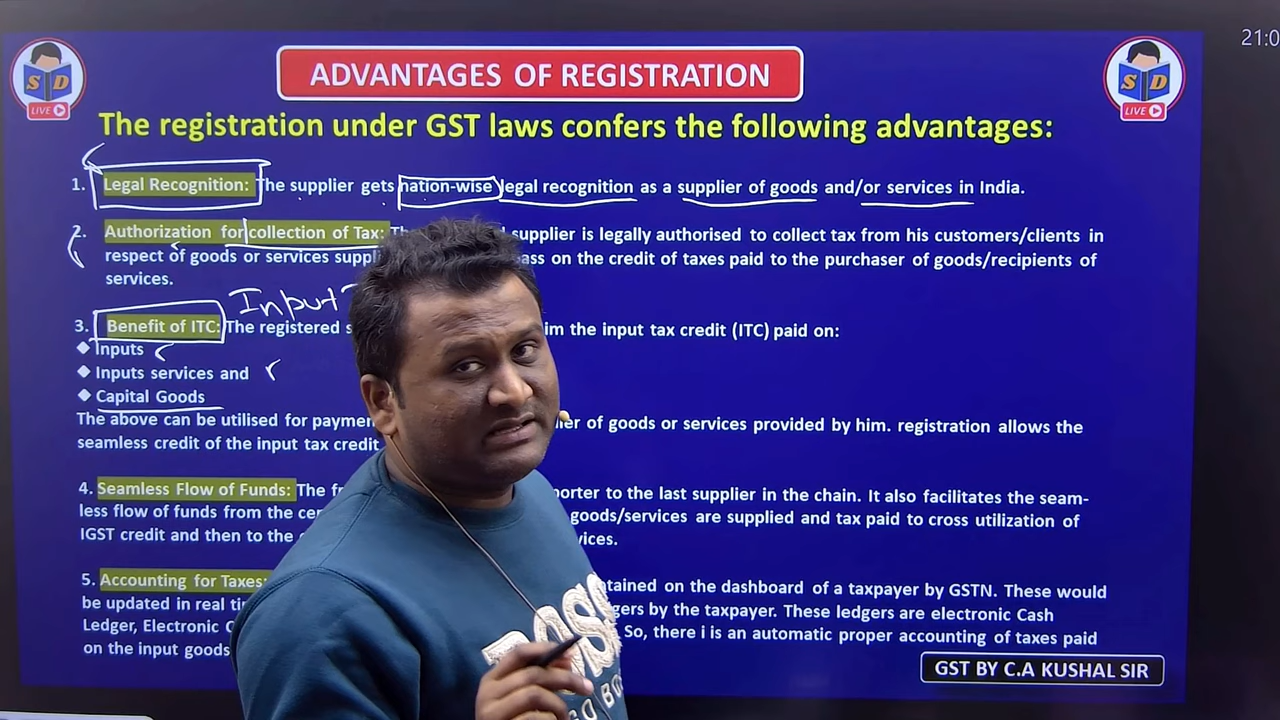 21:0
S D
LIVE
S D
LIVE
ADVANTAGES OF REGISTRATION
The registration under GST laws confers the following advantages:
1. Legal Recognition: The supplier gets nation-wise legal recognition as a supplier of goods and/or services in India.
2. Authorization for collection of Tax: supplier is legally authorised to collect tax from his customers/clients in
respect of goods or services on the credit of taxes paid to the purchaser of goods/recipients of
services.
Input
3. Benefit of ITC: The registered the input tax credit (ITC) paid on:
◆ Inputs
◆ Inputs services and
◆ Capital Goods
The above can be utilised for of goods or services provided by him. registration allows the
seamless credit of the input tax credit
4. Seamless Flow of Funds: The to the last supplier in the chain. It also facilitates the seam-
less flow of funds from the goods/services are supplied and tax paid to cross utilization of
IGST credit and then to the
5. Accounting for Taxes: on the dashboard of a taxpayer by GSTN. These would
be updated in real by the taxpayer. These ledgers are electronic Cash
Ledger, Electronic So, there i is an automatic proper accounting of taxes paid
on the input goods
GST BY C.A KUSHAL SIR